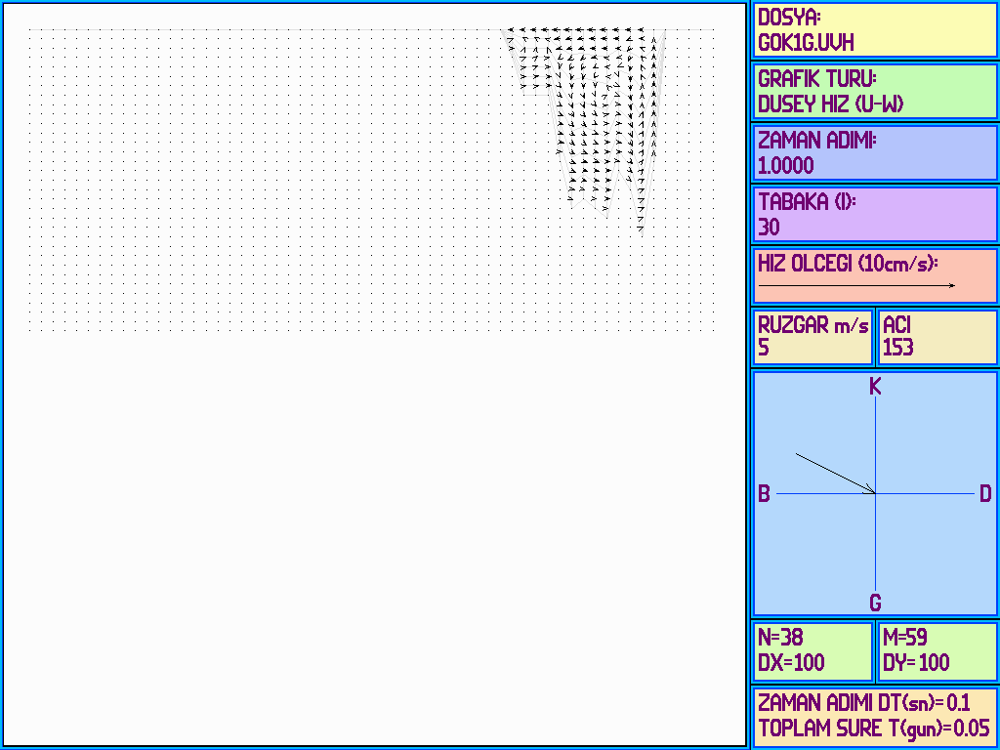 DOSYA:
GOK1G.UVH
GRAFIK TURU:
DUSEY HIZ (U-W)
ZAMAN ADIMI:
1.0000
TABAKA (I):
30
HIZ OLCEGI (10cm/s):
RUZGAR m/s
5
ACI
153
K
B
D
G
N=38
DX=100
M=59
DY=100
ZAMAN ADIMI DT(sn)=0.1
TOPLAM SURE T(gun)=0.05